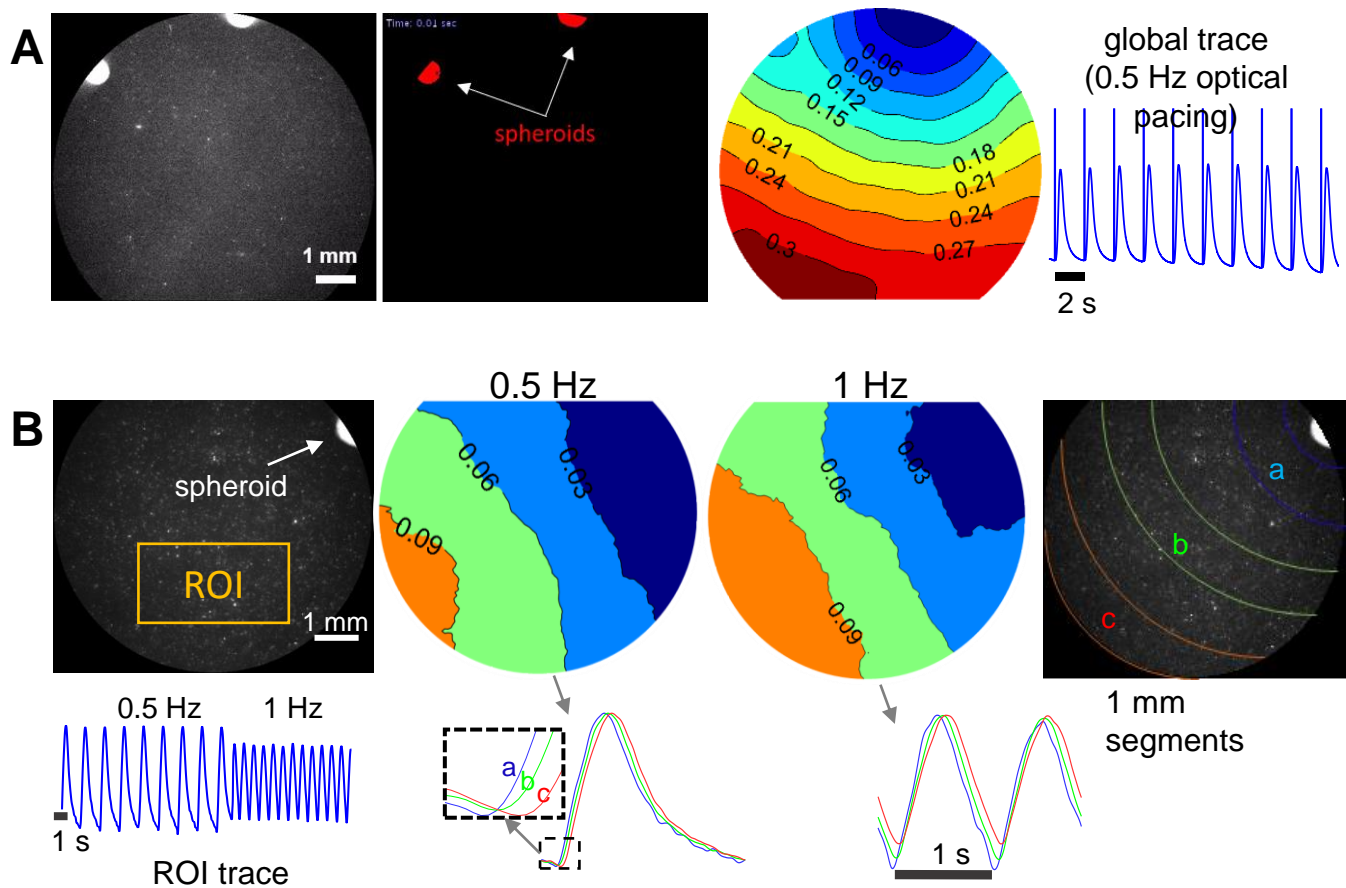 A
1 mm
Time: 0.01 sec
spheroids
0.06
0.09
0.12
0.15
0.18
0.21
0.21
0.24
0.24
0.27
0.3
global trace
(0.5 Hz optical
pacing)
2 s
B
spheroid
ROI
1 mm
0.5 Hz
0.03
0.06
0.09
1 Hz
0.03
0.06
0.09
a
b
c
1 mm
segments
0.5 Hz
1 Hz
1 s
ROI trace
a
b
c
1 s